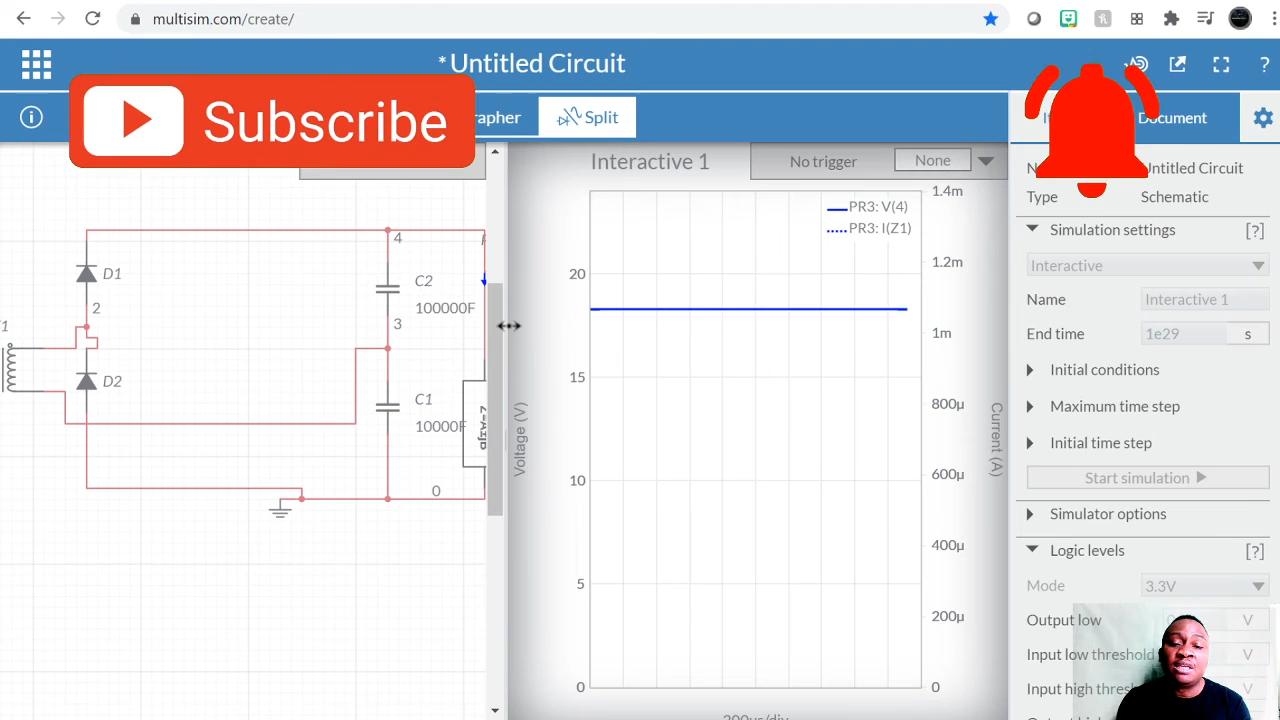 multisim.com/create/
*Untitled Circuit
?
Subscribe
rapher
Split
Document
Interactive 1
No trigger
None
Untitled Circuit
Type
Schematic
Simulation settings
[?]
Interactive
Name
Interactive 1
End time
1e29
s
Initial conditions
Maximum time step
Initial time step
Start simulation
Simulator options
Logic levels
[?]
Mode
3.3V
Output low
V
Input low threshold
V
Input high thresh
V
D1
2
D2
4
C2
100000F
3
C1
10000F
0
PR3: V(4)
PR3: I(Z1)
20
15
10
5
0
Voltage (V)
1.4m
1.2m
1m
800µ
600µ
400µ
200µ
0
Current (A)